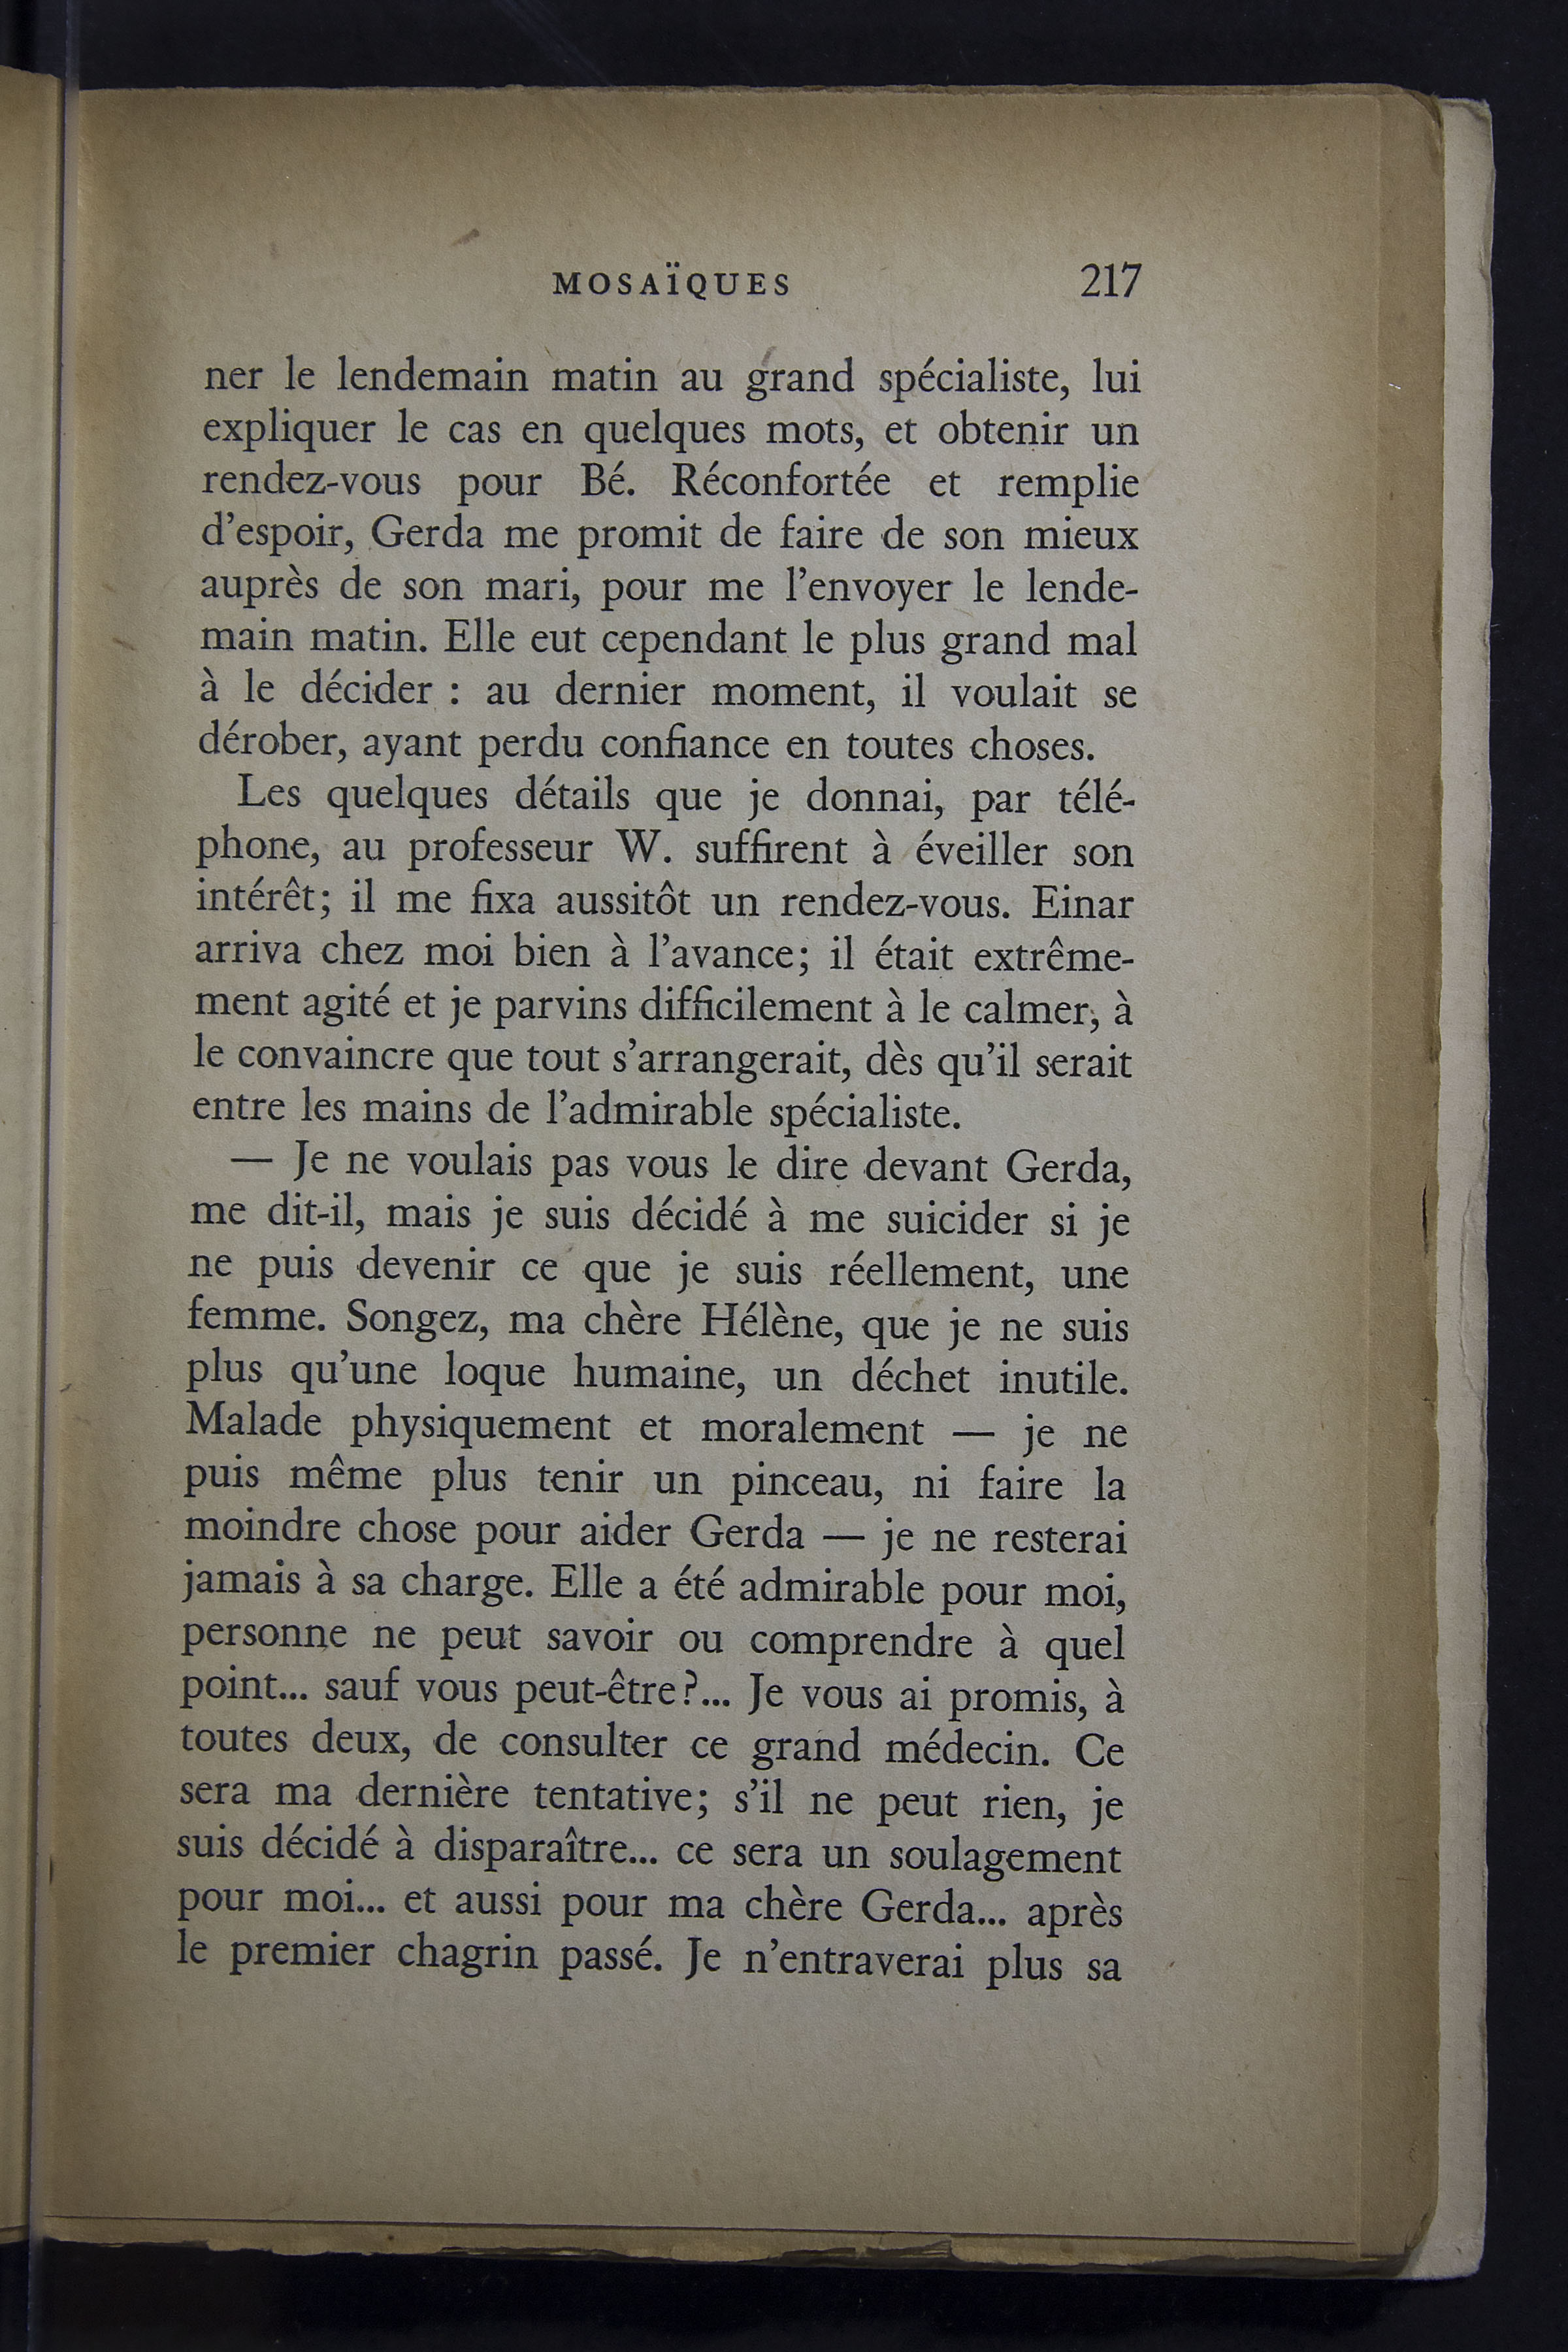 MOSAÏQUES 217
ner le lendemain matin au grand spécialiste, lui
expliquer le cas en quelques mots, et obtenir un
rendez-vous pour Bé. Réconfortée et remplie
d'espoir, Gerda me promit de faire de son mieux
auprès de son mari, pour me l'envoyer le lende-
main matin. Elle eut cependant le plus grand mal
à le décider : au dernier moment, il voulait se
dérober, ayant perdu confiance en toutes choses.
Les quelques détails que je donnai, par télé-
phone, au professeur W. suffirent à éveiller son
intérêt; il me fixa aussitôt un rendez-vous. Einar
arriva chez moi bien à l'avance; il était extrême-
ment agité et je parvins difficilement à le calmer, à
le convaincre que tout s'arrangerait, dès qu'il serait
entre les mains de l'admirable spécialiste.
— Je ne voulais pas vous le dire devant Gerda,
me dit-il, mais je suis décidé à me suicider si je
ne puis devenir ce que je suis réellement, une
femme. Songez, ma chère Hélène, que je ne suis
plus qu'une loque humaine, un déchet inutile.
Malade physiquement et moralement — je ne
puis même plus tenir un pinceau, ni faire la
moindre chose pour aider Gerda — je ne resterai
jamais à sa charge. Elle a été admirable pour moi,
personne ne peut savoir ou comprendre à quel
point... sauf vous peut-être?... Je vous ai promis, à
toutes deux, de consulter ce grand médecin. Ce
sera ma dernière tentative; s'il ne peut rien, je
suis décidé à disparaître... ce sera un soulagement
pour moi... et aussi pour ma chère Gerda... après
le premier chagrin passé. Je n'entraverai plus sa